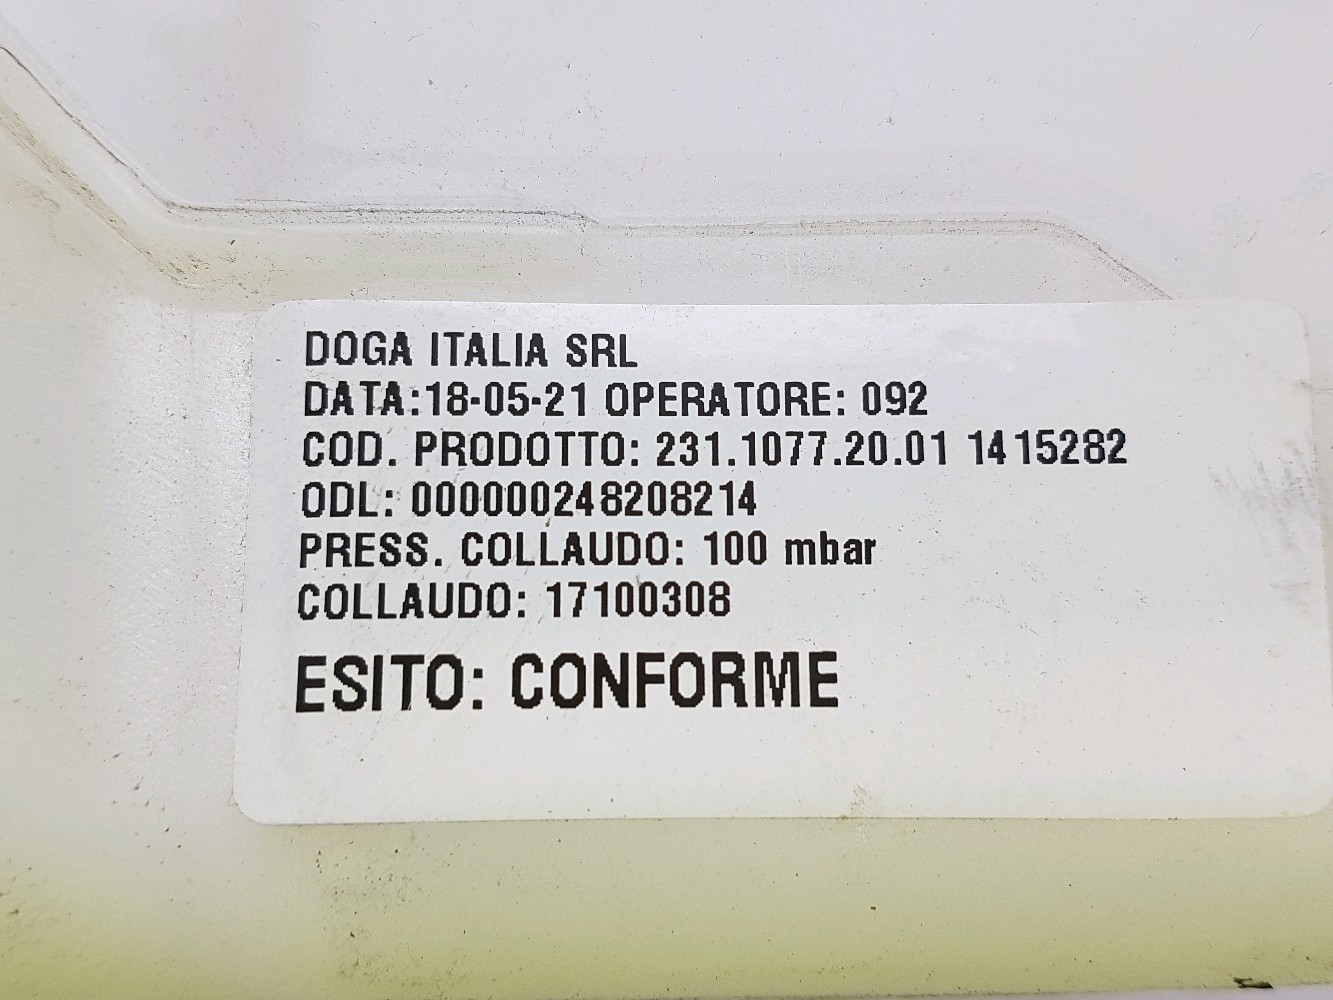 DOGA ITALIA SRL
DATA:18-05-21 OPERATORE: 092
COD. PRODOTTO: 231.1077.20.01 1415282
ODL: 000000248208214
PRESS. COLLAUDO: 100 mbar
COLLAUDO: 17100308
ESITO: CONFORME